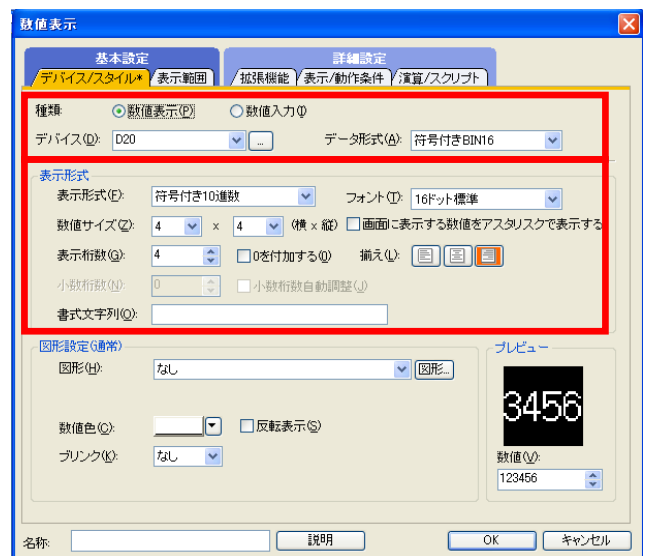 数値表示
基本設定 詳細設定
デバイス/スタイル* 表示範囲 拡張機能 表示/動作条件 演算/スクリプト
種類: 数値表示(P) 数値入力(I)
デバイス(D): D20 ... データ形式(A): 符号付きBIN16
表示形式
表示形式(F): 符号付き10進数 フォント(T): 16ドット標準
数値サイズ(Z): 4 x 4 (横 x 縦) 画面に表示する数値をアスタリスクで表示する
表示桁数(G): 4 0を付加する(0) 揃え(L):
小数桁数(N): 0 小数桁数自動調整(J)
書式文字列(O):
図形設定(通常) プレビュー
図形(H): なし 図形...
3456
数値色(C): 反転表示(S)
ブリンク(K): なし 数値(V):
123456
名称: 説明 OK キャンセル